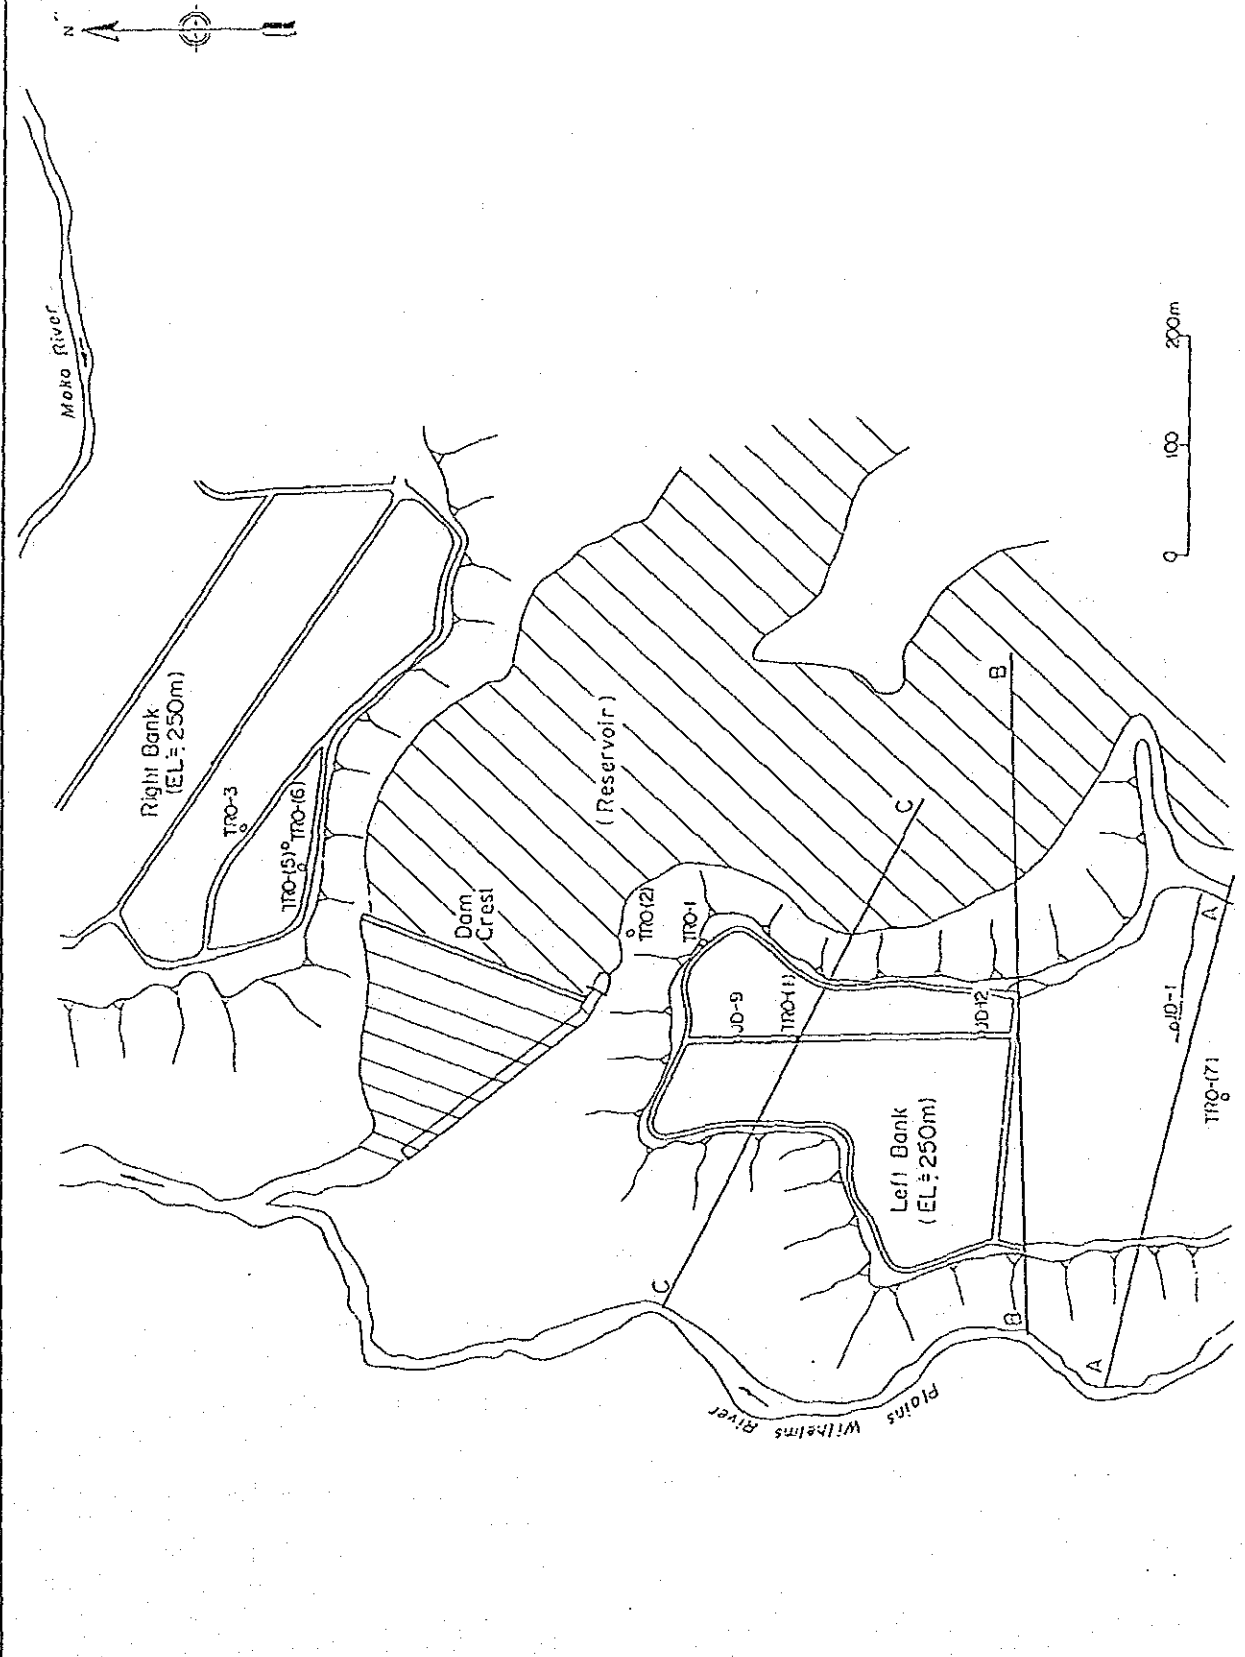 N
Moka River
Right Bank
(EL≒250m)
TRO-3
TRO-(5)
TRO-(6)
Dam
Crest
(Reservoir)
TRO-(2)
TRO-1
JD-9
TRO-(1)
JD-12
Left Bank
(EL≒250m)
JD-1
TRO-(7)
A
A
B
B
C
C
Plains Wilhelms River
0 100 200m